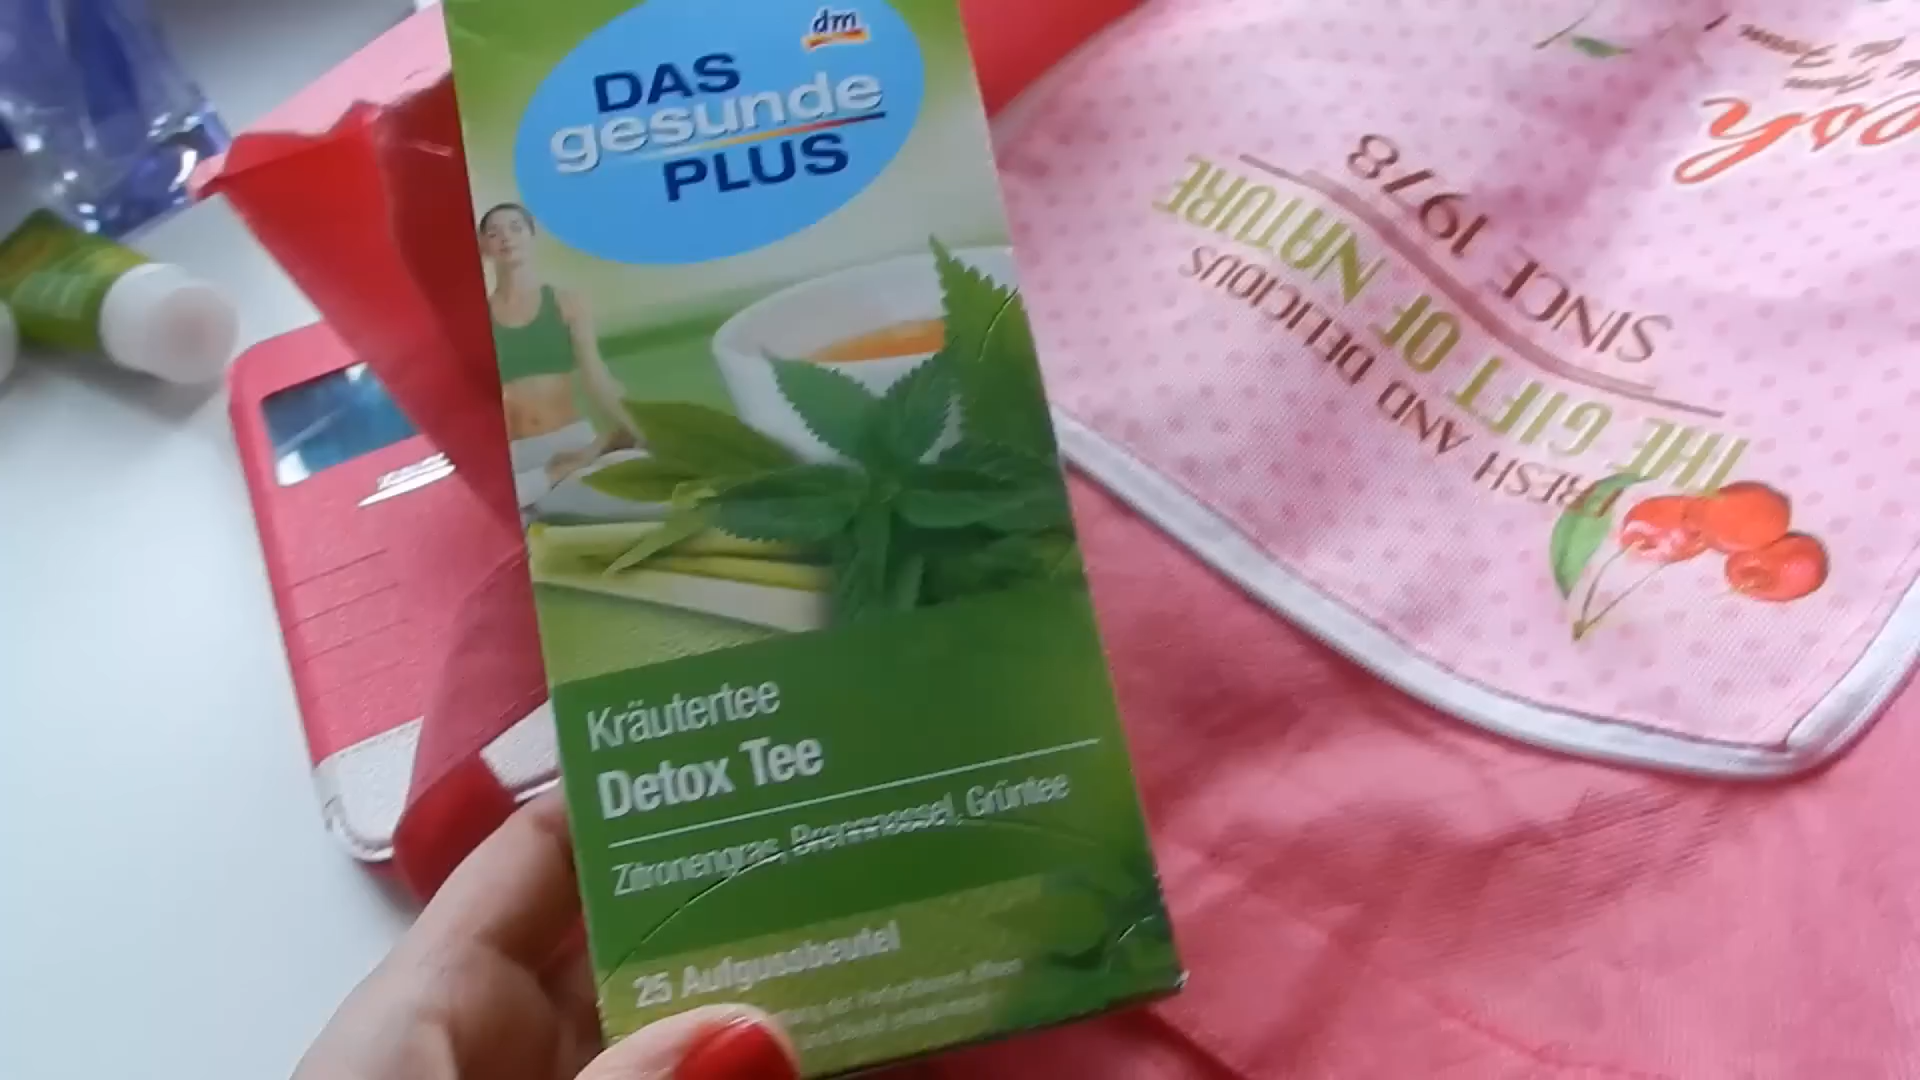 dm
DAS
gesunde
PLUS
Kräutertee
Detox Tee
Zitronengras, Brennnessel, Grüntee
25 Aufgussbeutel
SINCE 1978
THE GIFT OF NATURE
FRESH AND DELICIOUS